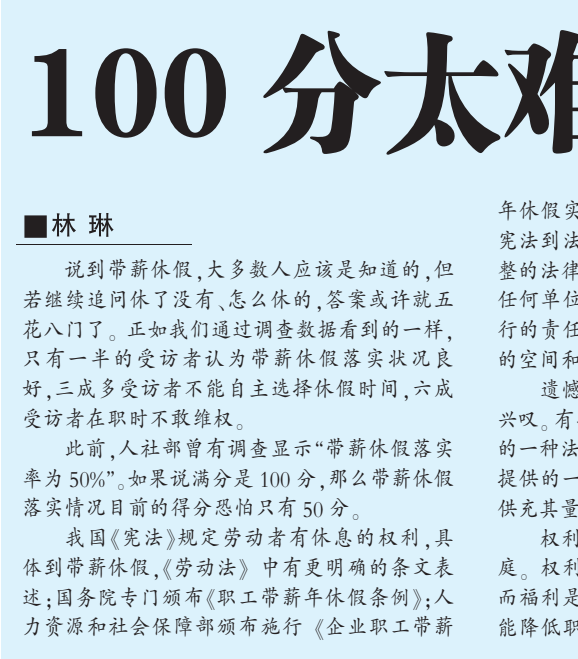 100 分太难
■林 琳
说到带薪休假,大多数人应该是知道的,但
若继续追问休了没有、怎么休的,答案或许就五
花八门了。正如我们通过调查数据看到的一样,
只有一半的受访者认为带薪休假落实状况良
好,三成多受访者不能自主选择休假时间,六成
受访者在职时不敢维权。
此前,人社部曾有调查显示“带薪休假落实
率为 50%”。如果说满分是 100 分,那么带薪休假
落实情况目前的得分恐怕只有 50 分。
我国《宪法》规定劳动者有休息的权利,具
体到带薪休假,《劳动法》中有更明确的条文表
述;国务院专门颁布《职工带薪年休假条例》;人
力资源和社会保障部颁布施行《企业职工带薪
年休假实
宪法到法
整的法律
任何单位
行的责任
的空间和
遗憾
兴叹。有
的一种法
提供的一
供充其量
权利
庭。权利
而福利是
能降低职